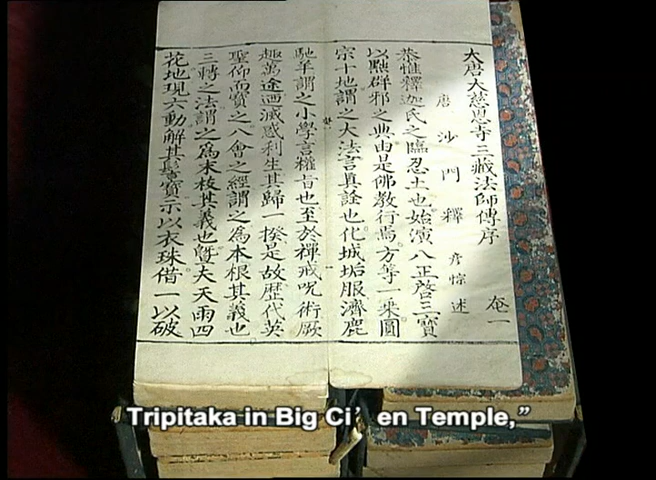 大唐大慈恩寺三藏法師傳序 奄一
唐沙門釋 彥悰 述
恭惟釋迦氏之臨忍土也始演八正啓三寶
以黜群邪之典由是佛教行焉方等一乘圓
宗十地謂之大法言眞詮也化城垢服濟鹿
馳羊謂之小學言權旨也至於禪戒呪術厥
趣萬途迺滅惑利生其歸一揆是故歷代英
聖仰而寶之八會之經謂之爲本根其義也
三轉之法謂之爲末枝其義也曁夫天雨四
花地現六動解其髻寶示以衣珠借一以破
Tripitaka in Big Ci’en Temple,”